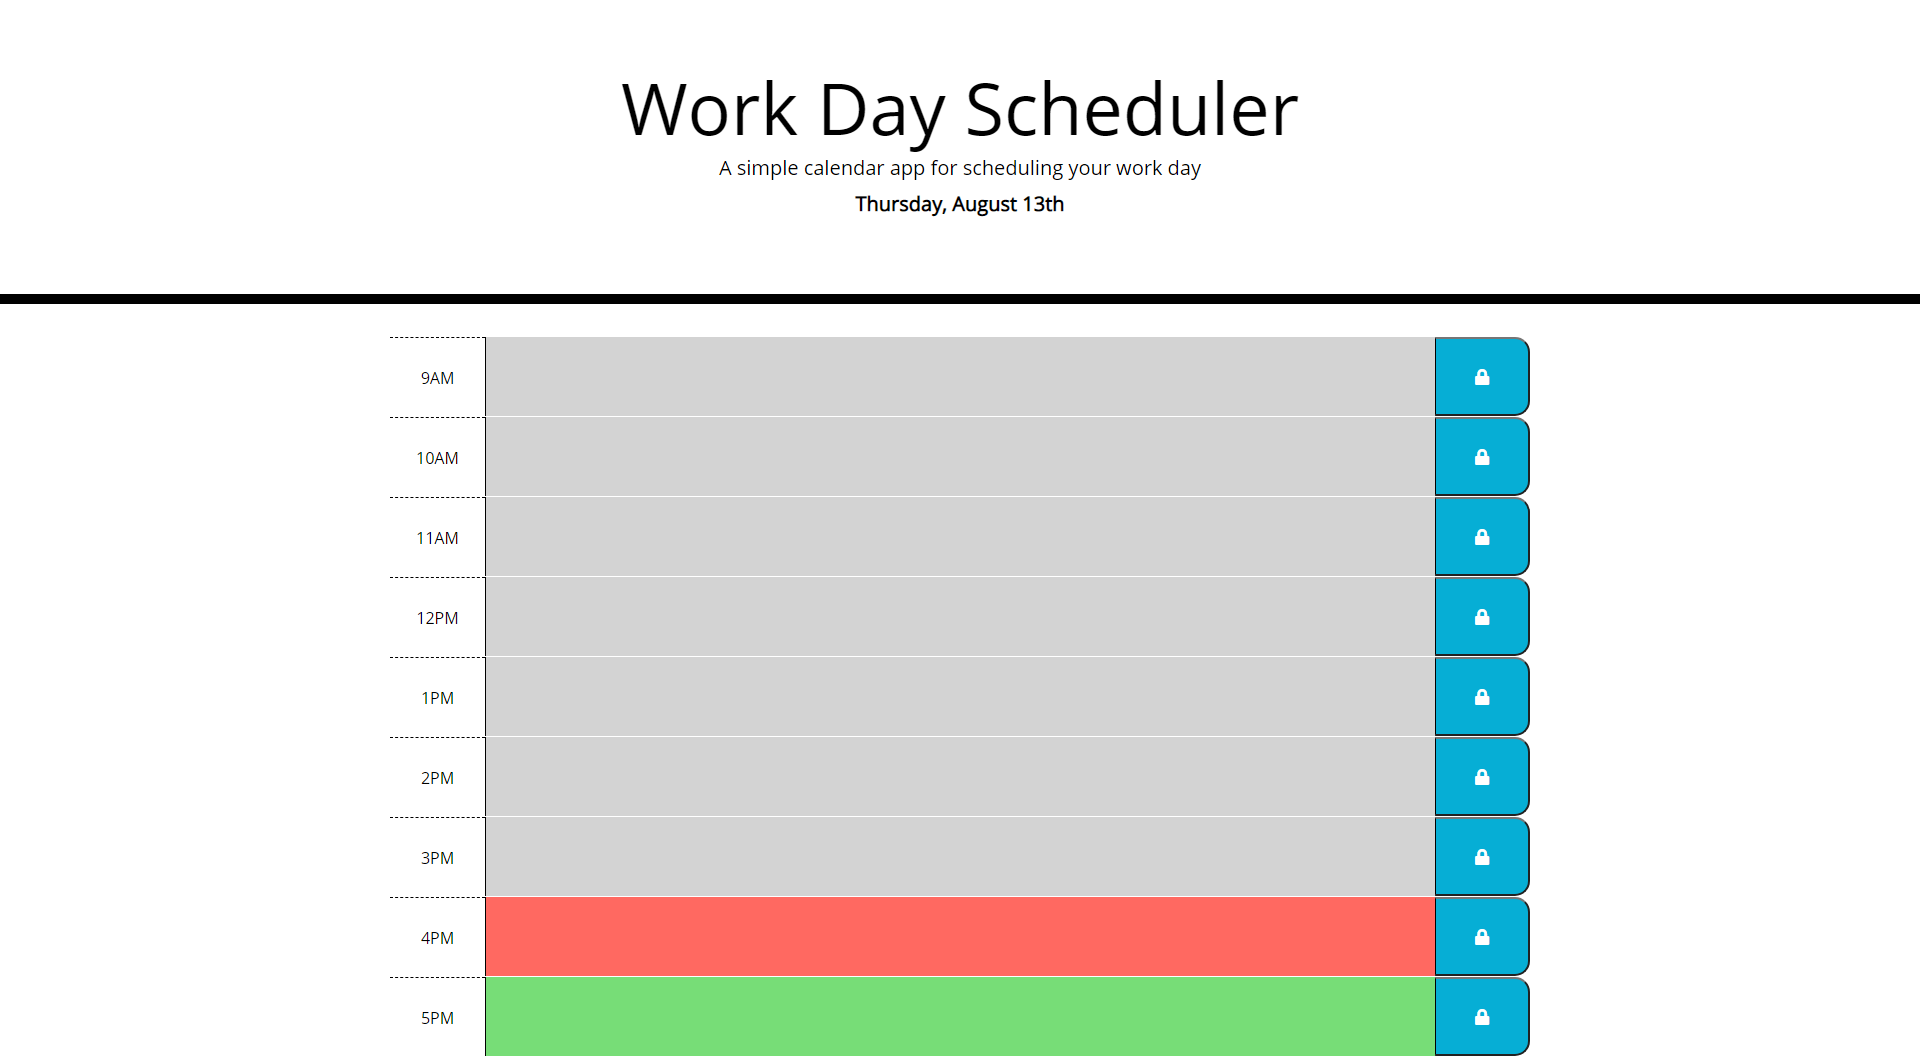 Work Day Scheduler
A simple calendar app for scheduling your work day
Thursday, August 13th
9AM
10AM
11AM
12PM
1PM
2PM
3PM
4PM
5PM